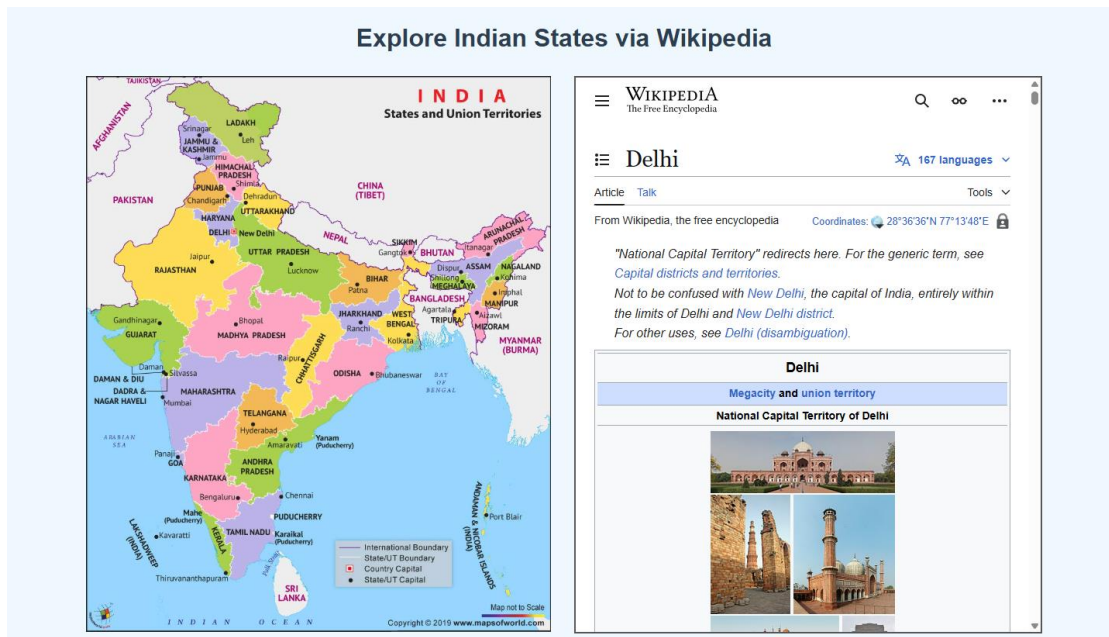 Explore Indian States via Wikipedia
TAJIKISTAN
AFGHANISTAN
INDIA
States and Union Territories
LADAKH
Srinagar
Leh
JAMMU &
KASHMIR
Jammu
HIMACHAL
PRADESH
Shimla
PUNJAB
Chandigarh
Dehradun
UTTARAKHAND
CHINA
(TIBET)
PAKISTAN
HARYANA
DELHI
New Delhi
NEPAL
ARUNACHAL
PRADESH
SIKKIM
Gangtok
Itanagar
BHUTAN
Jaipur
UTTAR PRADESH
RAJASTHAN
Lucknow
Dispur
ASSAM
NAGALAND
Shillong
Kohima
MEGHALAYA
BIHAR
Patna
Imphal
BANGLADESH
MANIPUR
Agartala
Aizawl
TRIPURA
MIZORAM
Gandhinagar
GUJARAT
Bhopal
MADHYA PRADESH
JHARKHAND
Ranchi
WEST
BENGAL
Kolkata
MYANMAR
(BURMA)
CHHATTISGARH
Raipur
Daman
Silvassa
DAMAN & DIU
DADRA &
NAGAR HAVELI
MAHARASHTRA
Mumbai
ODISHA
Bhubaneswar
BAY
OF
BENGAL
TELANGANA
Hyderabad
Amaravati
Yanam
(Puducherry)
ARABIAN
SEA
Panaji
GOA
ANDHRA
PRADESH
KARNATAKA
Bengaluru
Chennai
Mahe
(Puducherry)
PUDUCHERRY
TAMIL NADU
Karaikal
(Puducherry)
KERALA
LAKSHADWEEP
(INDIA)
Kavaratti
Thiruvananthapuram
ANDAMAN & NICOBAR ISLANDS
(INDIA)
Port Blair
International Boundary
State/UT Boundary
Country Capital
State/UT Capital
SRI
LANKA
Map not to Scale
INDIAN OCEAN
Copyright © 2019 www.mapsofworld.com
WIKIPEDIA
The Free Encyclopedia
Delhi
167 languages
Article Talk Tools
From Wikipedia, the free encyclopedia
Coordinates: 28°36′36″N 77°13′48″E
"National Capital Territory" redirects here. For the generic term, see
Capital districts and territories.
Not to be confused with New Delhi, the capital of India, entirely within
the limits of Delhi and New Delhi district.
For other uses, see Delhi (disambiguation).
Delhi
Megacity and union territory
National Capital Territory of Delhi